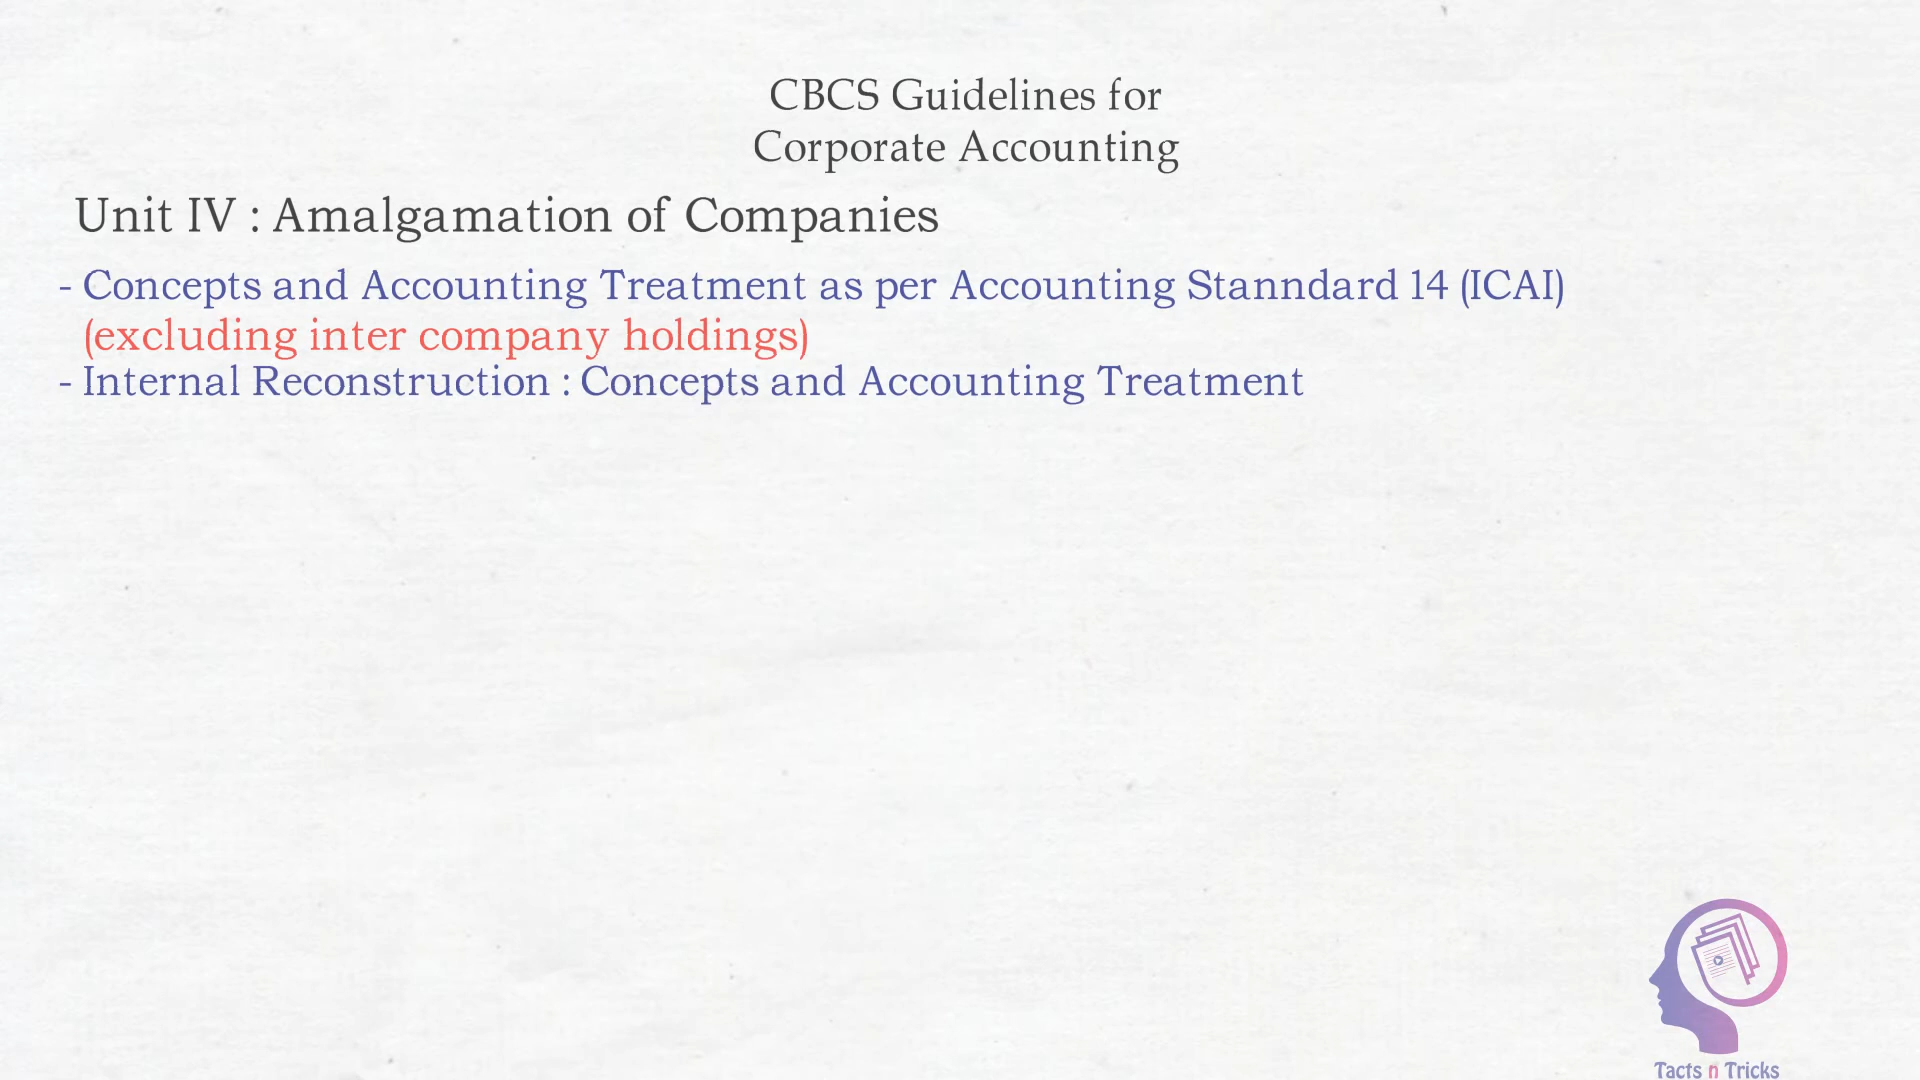 CBCS Guidelines for
Corporate Accounting
Unit IV : Amalgamation of Companies
- Concepts and Accounting Treatment as per Accounting Stanndard 14 (ICAI)
(excluding inter company holdings)
- Internal Reconstruction : Concepts and Accounting Treatment
Tacts n Tricks